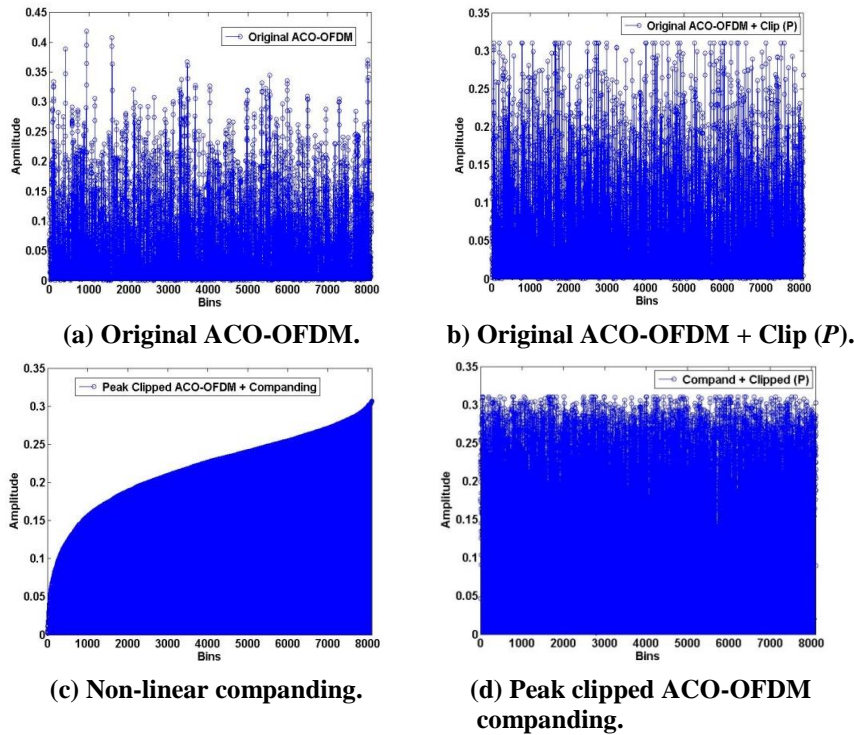 0.45
0.4
0.35
0.3
0.25
0.2
0.15
0.1
0.05
0
Apmlitude
Original ACO-OFDM
0 1000 2000 3000 4000 5000 6000 7000 8000
Bins
(a) Original ACO-OFDM.
0.35
0.3
0.25
0.2
0.15
0.1
0.05
0
Amplitude
Original ACO-OFDM + Clip (P)
0 1000 2000 3000 4000 5000 6000 7000 8000
Bins
b) Original ACO-OFDM + Clip (P).
0.35
0.3
0.25
0.2
0.15
0.1
0.05
0
Amplitude
Peak Clipped ACO-OFDM + Companding
0 1000 2000 3000 4000 5000 6000 7000 8000
Bins
(c) Non-linear companding.
0.35
0.3
0.25
0.2
0.15
0.1
0.05
0
Amplitude
Compand + Clipped (P)
0 1000 2000 3000 4000 5000 6000 7000 8000
Bins
(d) Peak clipped ACO-OFDM
companding.